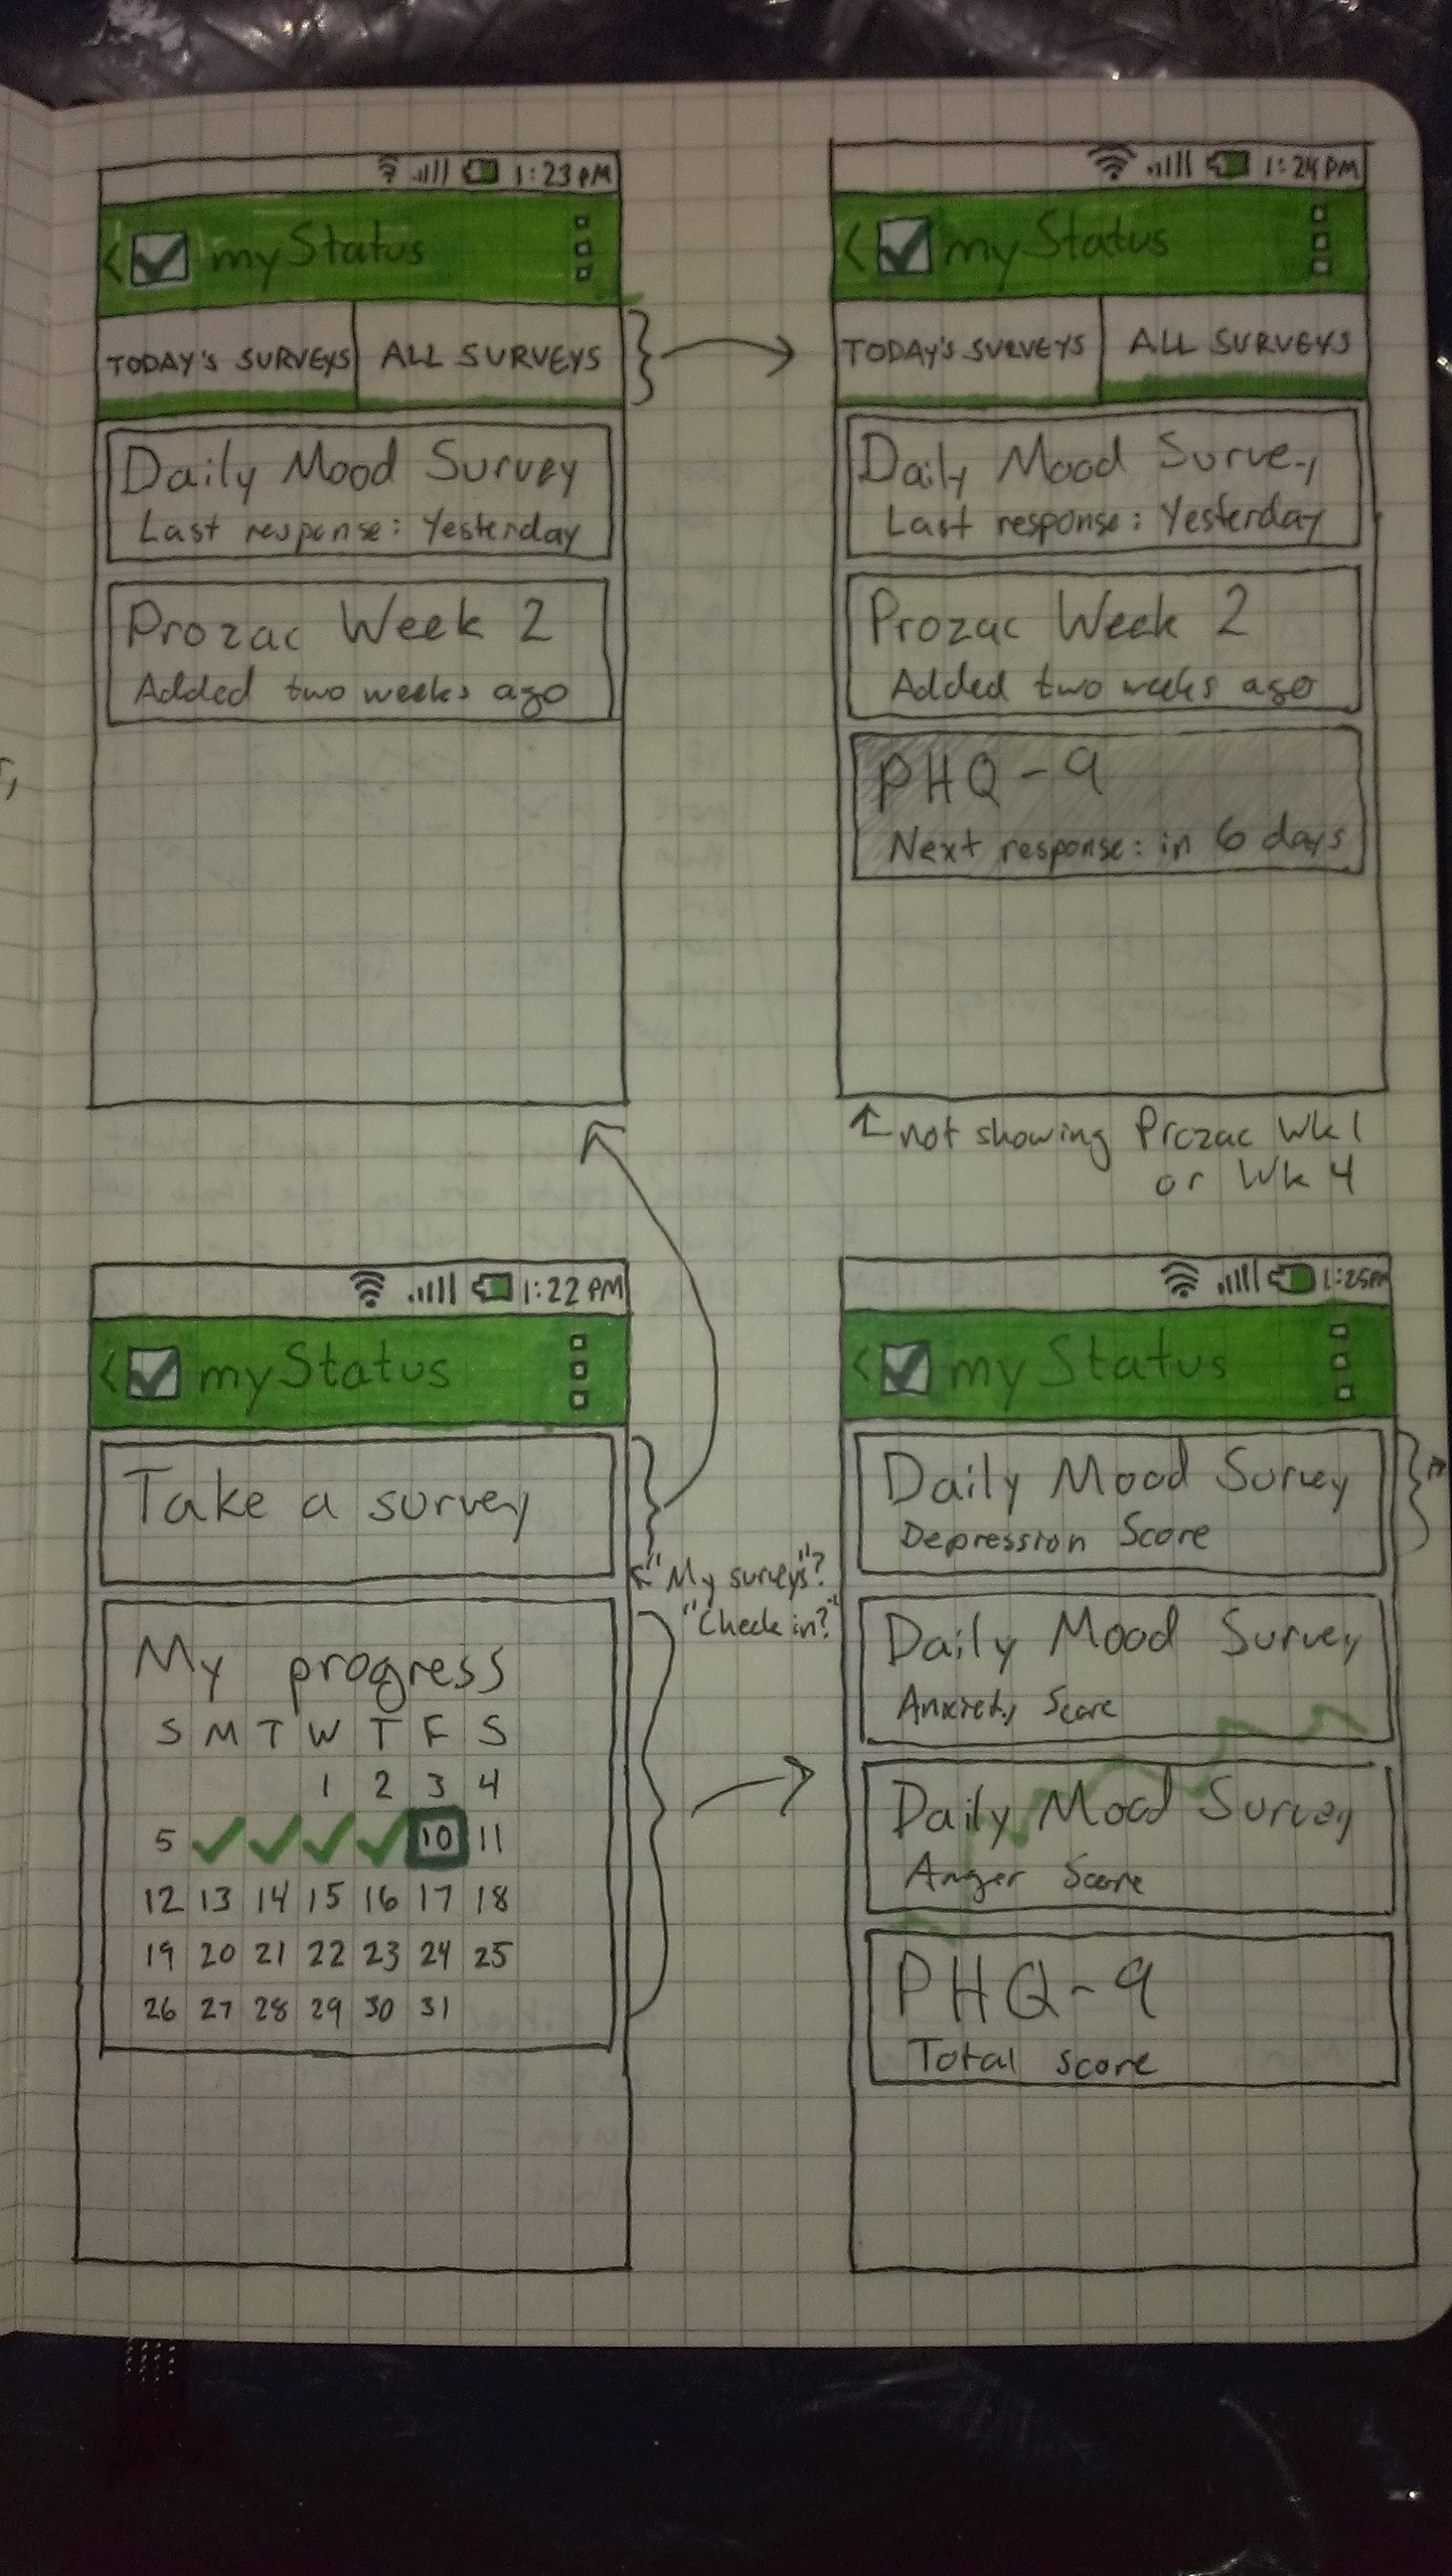 1:23 PM
< myStatus
TODAY'S SURVEYS ALL SURVEYS
Daily Mood Survey
Last response: Yesterday
Prozac Week 2
Added two weeks ago
1:24 PM
< myStatus
TODAY'S SURVEYS ALL SURVEYS
Daily Mood Survey
Last response: Yesterday
Prozac Week 2
Added two weeks ago
PHQ-9
Next response: in 6 days
not showing Prozac Wk 1
or Wk 4
1:22 PM
< myStatus
Take a survey
"My surveys"?
"Check in?"
My progress
S M T W T F S
1 2 3 4
5 10 11
12 13 14 15 16 17 18
19 20 21 22 23 24 25
26 27 28 29 30 31
1:25PM
< myStatus
Daily Mood Survey
Depression Score
Daily Mood Survey
Anxiety Score
Daily Mood Survey
Anger Score
PHQ-9
Total score